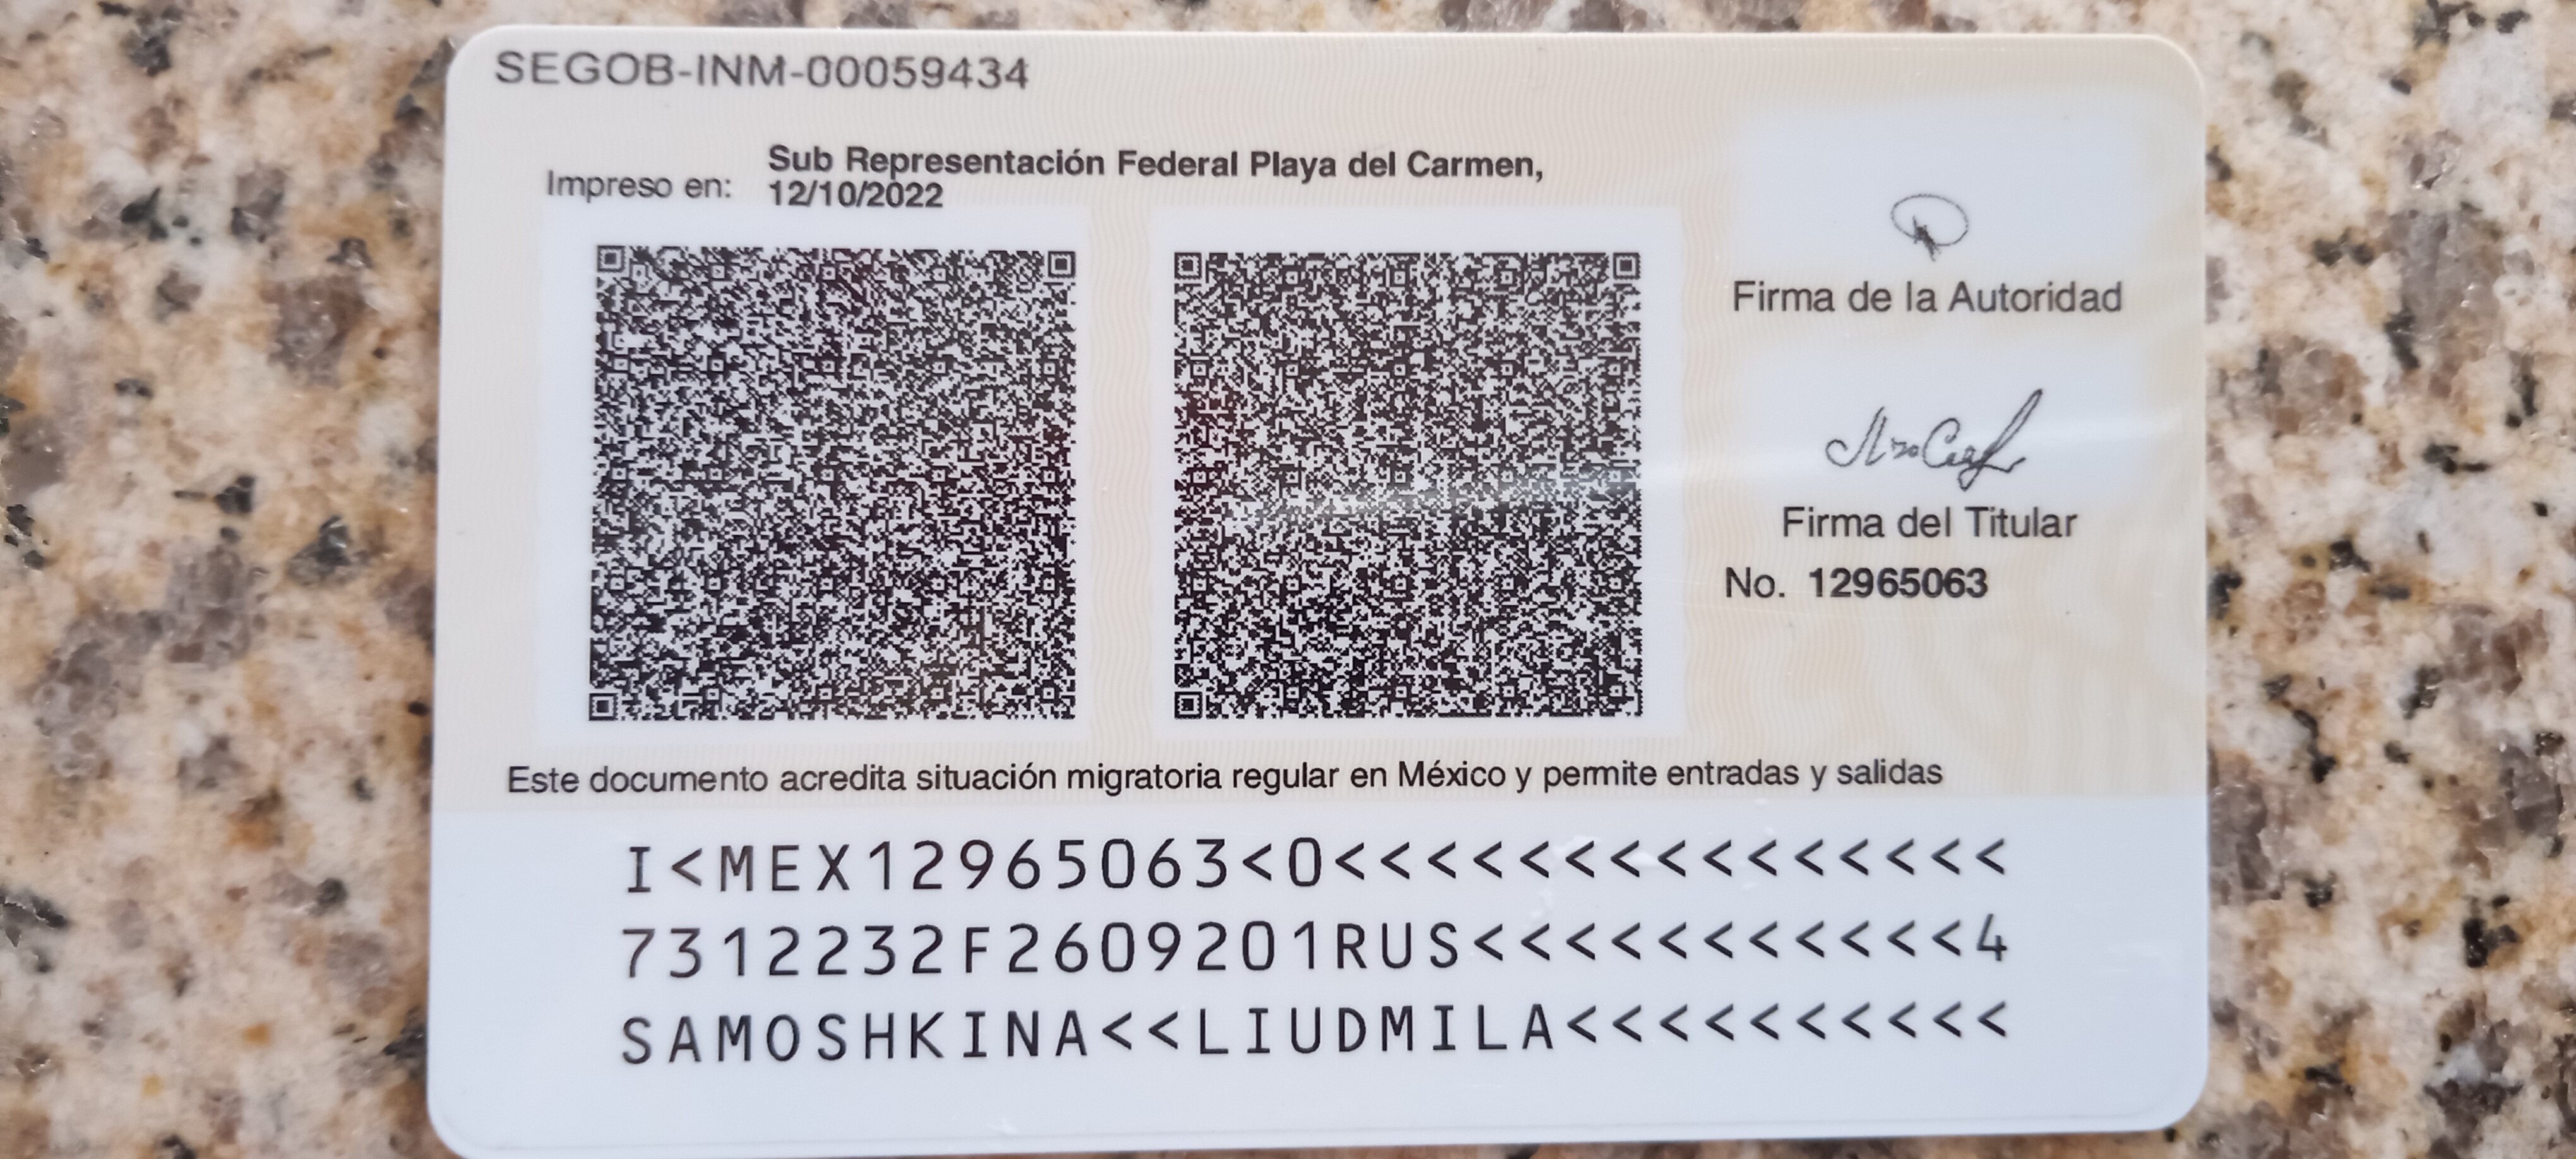 SEGOB-INM-00059434
Impreso en: Sub Representación Federal Playa del Carmen,
12/10/2022
Firma de la Autoridad
Firma del Titular
No. 12965063
Este documento acredita situación migratoria regular en México y permite entradas y salidas
I<MEX12965063<0<<<<<<<<<<<<<<<
7312232F2609201RUS<<<<<<<<<<<4
SAMOSHKINA<<LIUDMILA<<<<<<<<<<